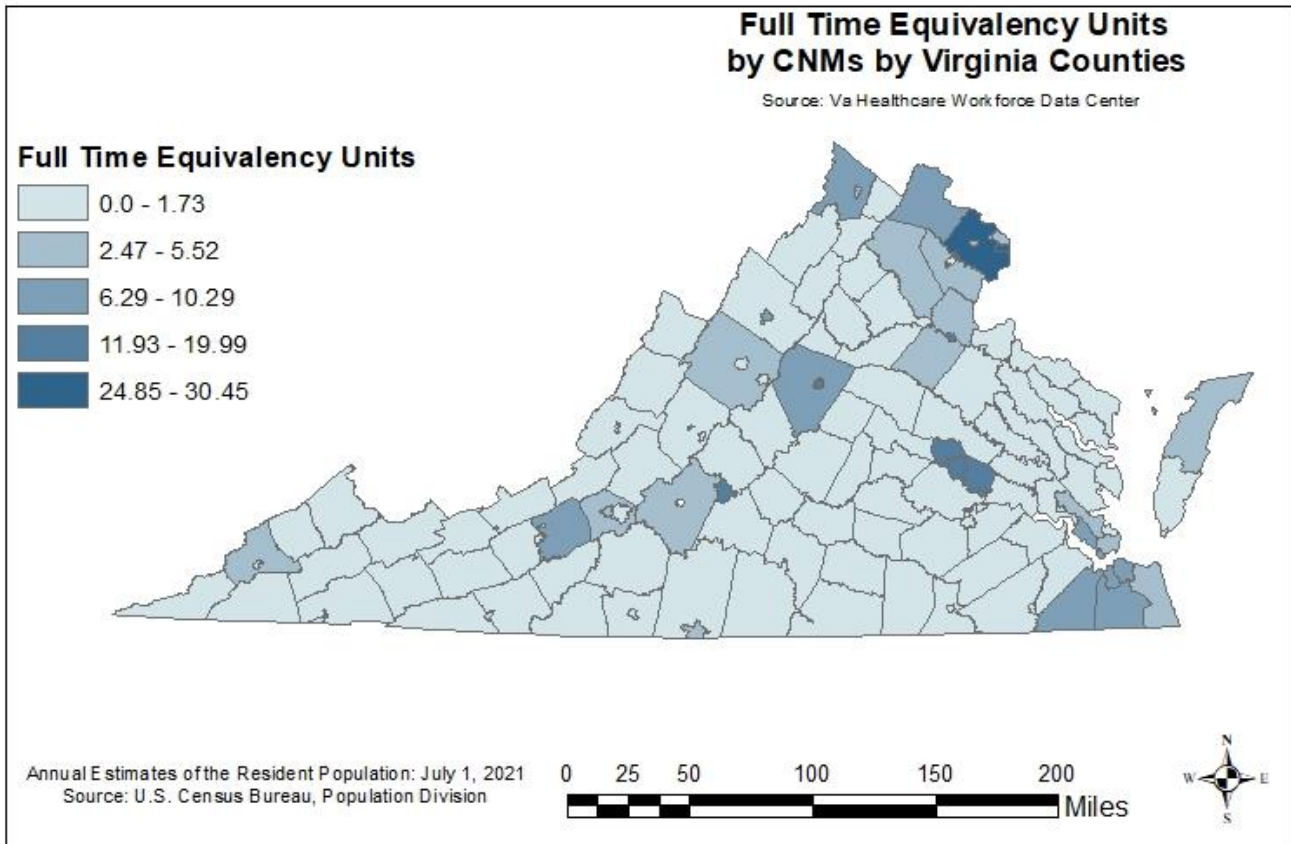 Full Time Equivalency Units
by CNMs by Virginia Counties
Source: Va Healthcare Workforce Data Center
Full Time Equivalency Units
0.0 - 1.73
2.47 - 5.52
6.29 - 10.29
11.93 - 19.99
24.85 - 30.45
Annual Estimates of the Resident Population: July 1, 2021
Source: U.S. Census Bureau, Population Division
0 25 50 100 150 200
Miles
N
W E
S